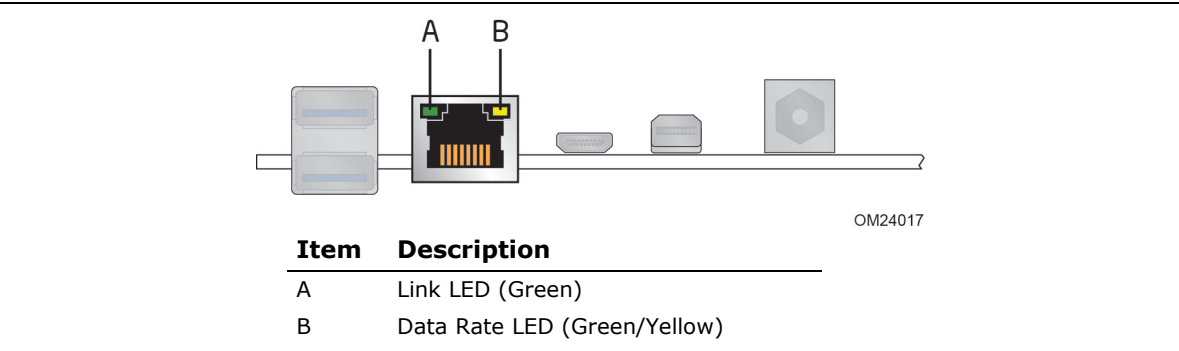 A B
OM24017
Item Description
A Link LED (Green)
B Data Rate LED (Green/Yellow)